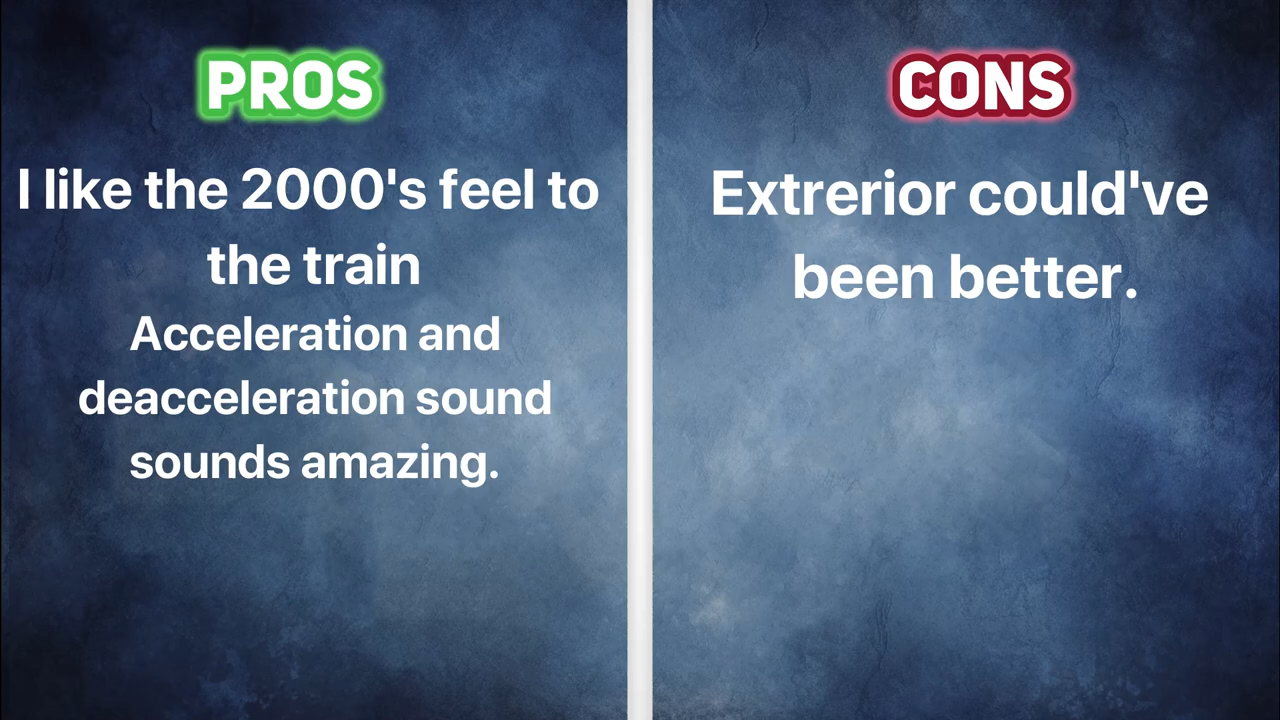 PROS
I like the 2000's feel to
the train
Acceleration and
deacceleration sound
sounds amazing.
CONS
Extrerior could've
been better.